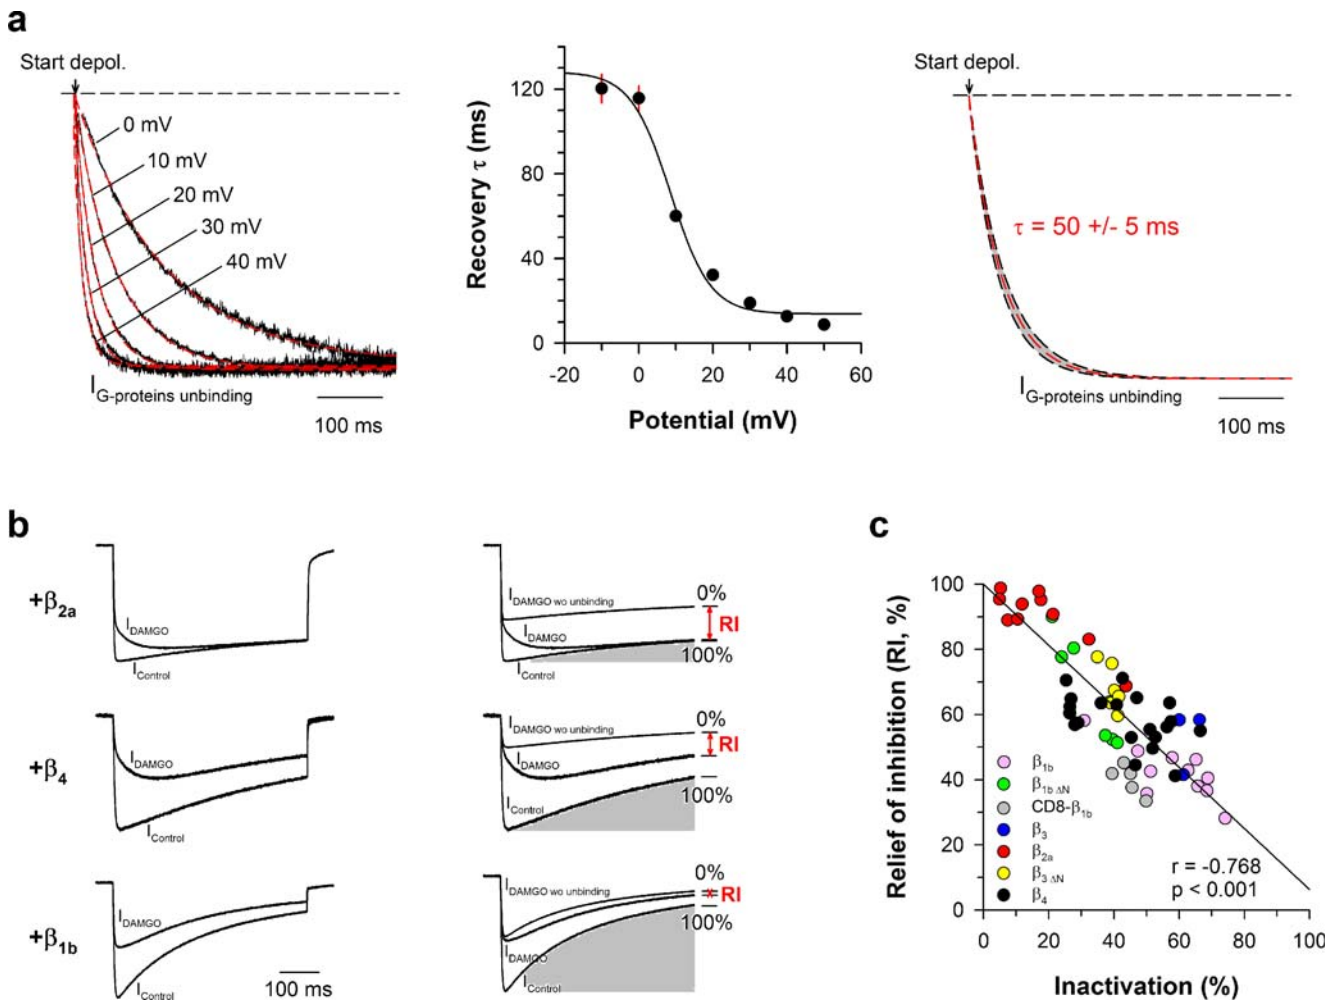 a
Start depol.
0 mV
10 mV
20 mV
30 mV
40 mV
I G-proteins unbinding
100 ms
Recovery τ (ms)
120
80
40
0
-20 0 20 40 60
Potential (mV)
Start depol.
τ = 50 +/- 5 ms
I G-proteins unbinding
100 ms
b
+β2a
IDAMGO
IControl
IDAMGO wo unbinding
0%
RI
IDAMGO
100%
IControl
+β4
IDAMGO
IControl
IDAMGO wo unbinding
0%
RI
IDAMGO
100%
IControl
+β1b
IDAMGO
IControl
100 ms
IDAMGO wo unbinding
0%
RI
100%
IDAMGO
IControl
c
Relief of inhibition (RI, %)
100
80
60
40
20
0
β1b
β1b ΔN
CD8-β1b
β3
β2a
β3 ΔN
β4
r = -0.768
p < 0.001
0 20 40 60 80 100
Inactivation (%)